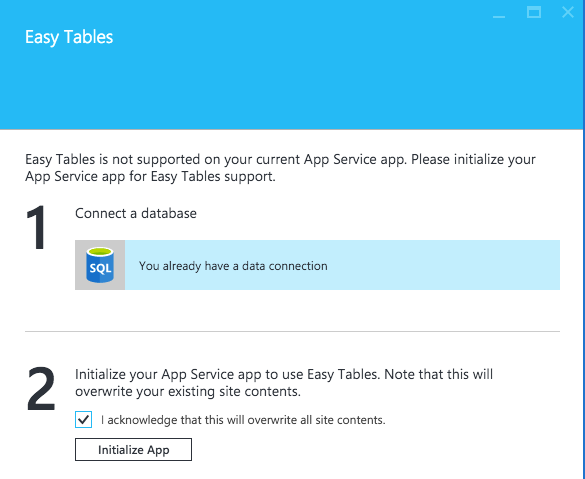 Easy Tables
Easy Tables is not supported on your current App Service app. Please initialize your
App Service app for Easy Tables support.
1
Connect a database
SQL
You already have a data connection
2
Initialize your App Service app to use Easy Tables. Note that this will
overwrite your existing site contents.
I acknowledge that this will overwrite all site contents.
Initialize App